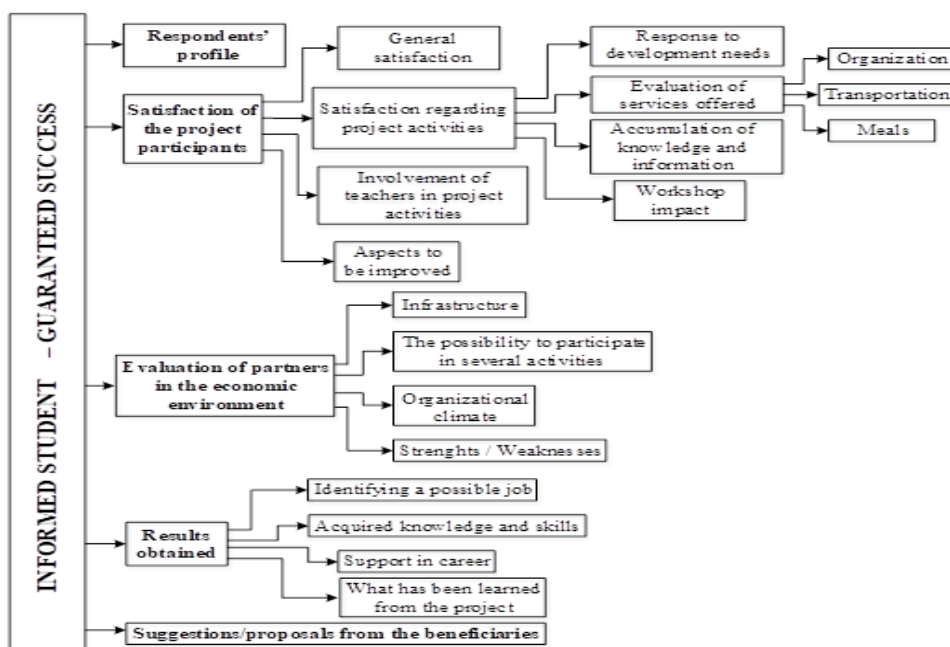 INFORMED STUDENT – GUARANTEED SUCCESS
Respondents'
profile
Satisfaction of
the project
participants
General
satisfaction
Satisfaction regarding
project activities
Response to
development needs
Evaluation of
services offered
Organization
Transportation
Meals
Accumulation of
knowledge and
information
Workshop
impact
Involvement of
teachers in project
activities
Aspects to
be improved
Evaluation of partners
in the economic
environment
Infrastructure
The possibility to participate
in several activities
Organizational
climate
Strenghts / Weaknesses
Results
obtained
Identifying a possible job
Acquired knowledge and skills
Support in career
What has been learned
from the project
Suggestions/proposals from the beneficiaries